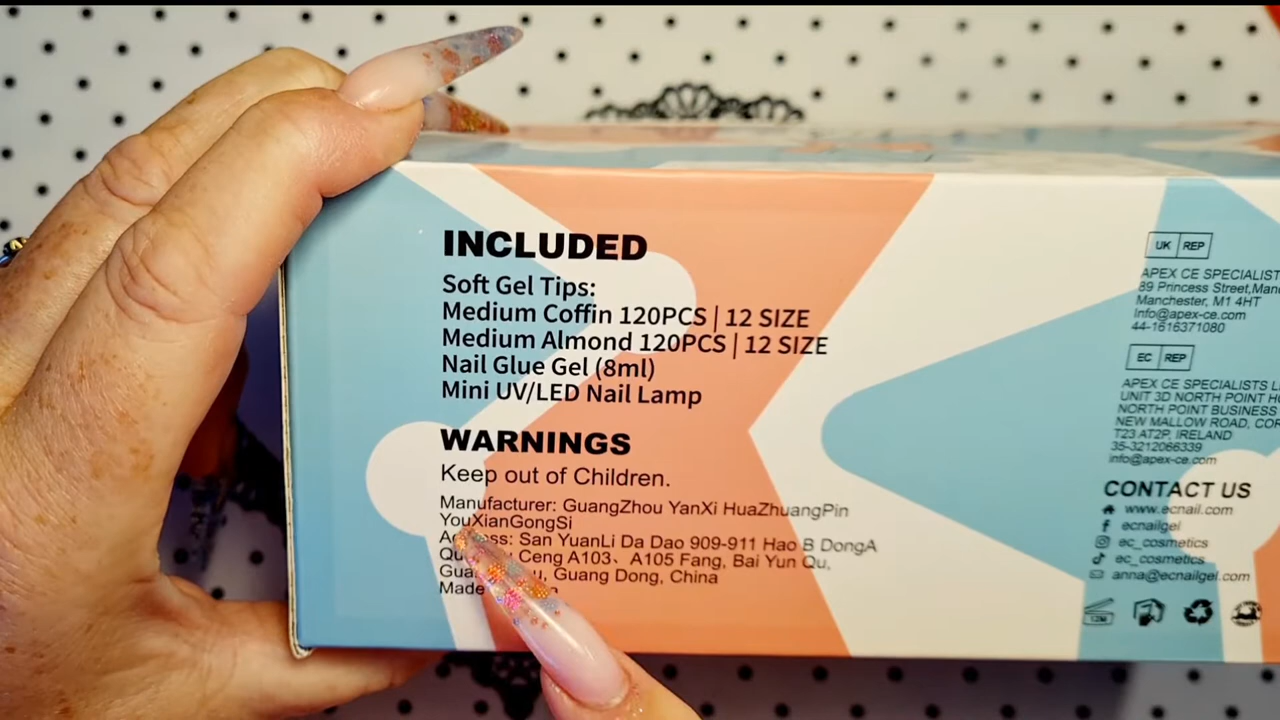 INCLUDED
Soft Gel Tips:
Medium Coffin 120PCS | 12 SIZE
Medium Almond 120PCS | 12 SIZE
Nail Glue Gel (8ml)
Mini UV/LED Nail Lamp
WARNINGS
Keep out of Children.
Manufacturer: GuangZhou YanXi HuaZhuangPin
YouXianGongSi
San YuanLi Da Dao 909-911 Hao B DongA
Ceng A103、A105 Fang, Bai Yun Qu,
Guang Dong, China
Made
UK REP
APEX CE SPECIALIST
89 Princess Street,
Manchester, M1 4HT
Info@apex-ce.com
44-1616371080
EC REP
APEX CE SPECIALISTS
UNIT 3D NORTH POINT
NORTH POINT BUSINESS
NEW MALLOW ROAD,
T23 AT2P, IRELAND
35-3212066339
info@apex-ce.com
CONTACT US
www.ecnail.com
ecnailgel
ec_cosmetics
ec_cosmetics
anna@ecnailgel.com
12M